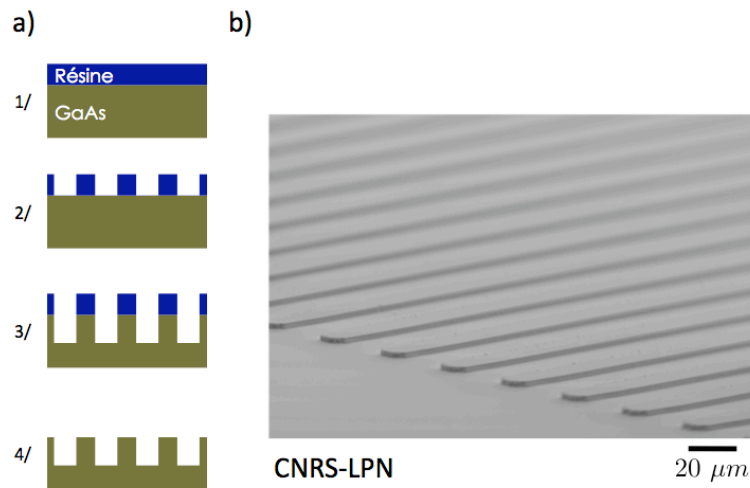 a)
b)
1/
Résine
GaAs
2/
3/
4/
CNRS-LPN
20 μm